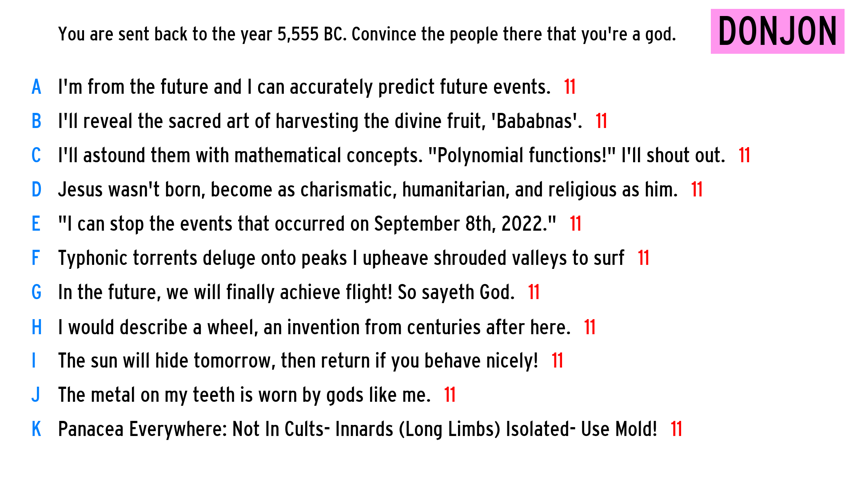 You are sent back to the year 5,555 BC. Convince the people there that you're a god.
DONJON
A I'm from the future and I can accurately predict future events. 11
B I'll reveal the sacred art of harvesting the divine fruit, 'Bababnas'. 11
C I'll astound them with mathematical concepts. "Polynomial functions!" I'll shout out. 11
D Jesus wasn't born, become as charismatic, humanitarian, and religious as him. 11
E "I can stop the events that occurred on September 8th, 2022." 11
F Typhonic torrents deluge onto peaks I upheave shrouded valleys to surf 11
G In the future, we will finally achieve flight! So sayeth God. 11
H I would describe a wheel, an invention from centuries after here. 11
I The sun will hide tomorrow, then return if you behave nicely! 11
J The metal on my teeth is worn by gods like me. 11
K Panacea Everywhere: Not In Cults- Innards (Long Limbs) Isolated- Use Mold! 11